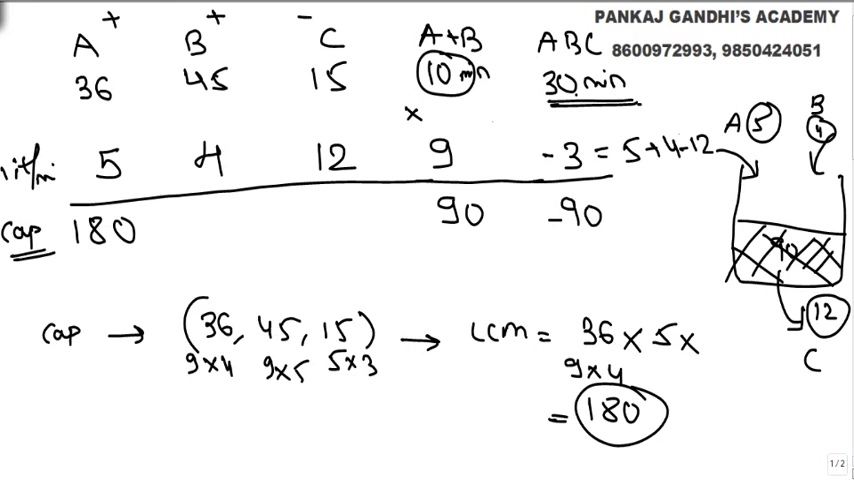 PANKAJ GANDHI'S ACADEMY
8600972993, 9850424051
A+ B+ -C A+B ABC
36 45 15 10 min 30 min
×
lit/m 5 4 12 9 -3 = 5+4-12
cap 180 90 -90
A 5 B 4
90
12
C
cap → (36, 45, 15) → LCM = 36 × 5 ×
9×4 9×5 5×3 9×4
= 180
1/2